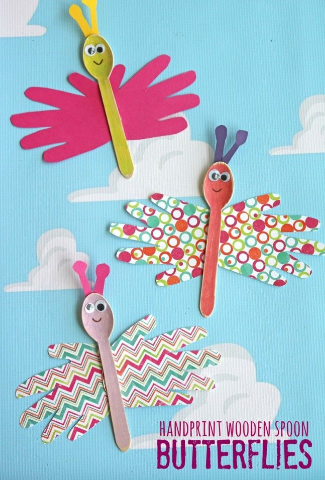 HANDPRINT WOODEN SPOON
BUTTERFLIES